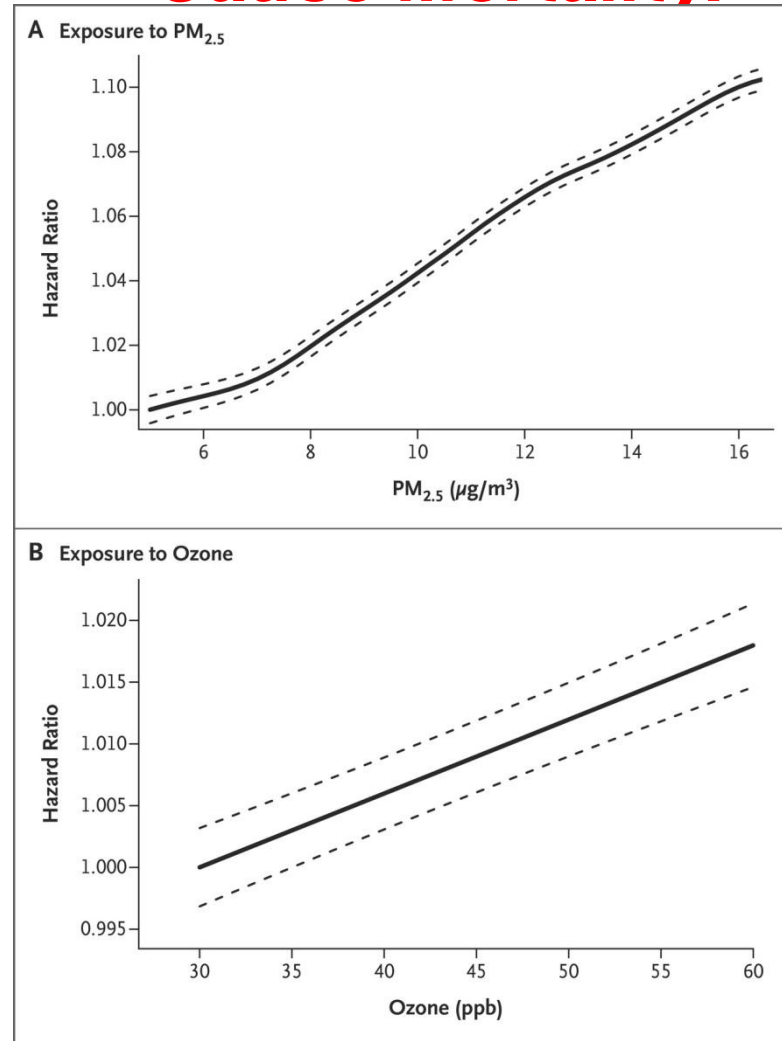 A Exposure to PM2.5
1.10
1.08
1.06
1.04
1.02
1.00
Hazard Ratio
6 8 10 12 14 16
PM2.5 (µg/m³)
B Exposure to Ozone
1.020
1.015
1.010
1.005
1.000
0.995
Hazard Ratio
30 35 40 45 50 55 60
Ozone (ppb)